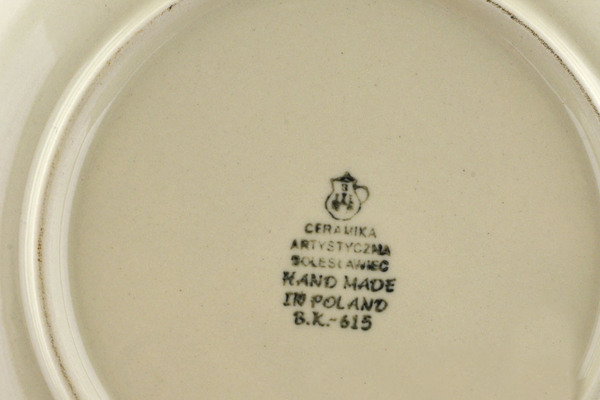 CERAMIKA
ARTYSTYCZNA
BOLESŁAWIEC
HAND MADE
IN POLAND
B.K.-615